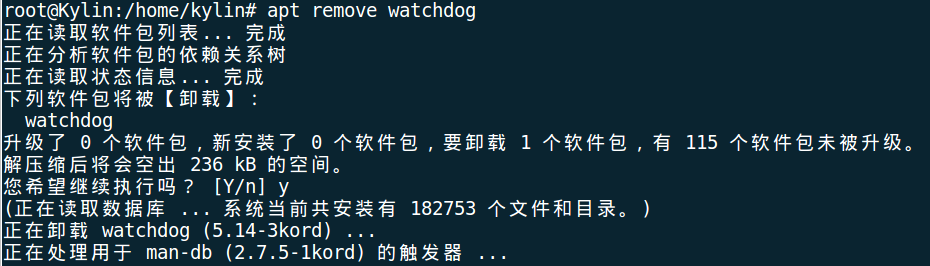 root@Kylin:/home/kylin# apt remove watchdog
正在读取软件包列表... 完成
正在分析软件包的依赖关系树
正在读取状态信息... 完成
下列软件包将被【卸载】：
  watchdog
升级了 0 个软件包，新安装了 0 个软件包，要卸载 1 个软件包，有 115 个软件包未被升级。
解压缩后将会空出 236 kB 的空间。
您希望继续执行吗？ [Y/n] y
(正在读取数据库 ... 系统当前共安装有 182753 个文件和目录。)
正在卸载 watchdog (5.14-3kord) ...
正在处理用于 man-db (2.7.5-1kord) 的触发器 ...